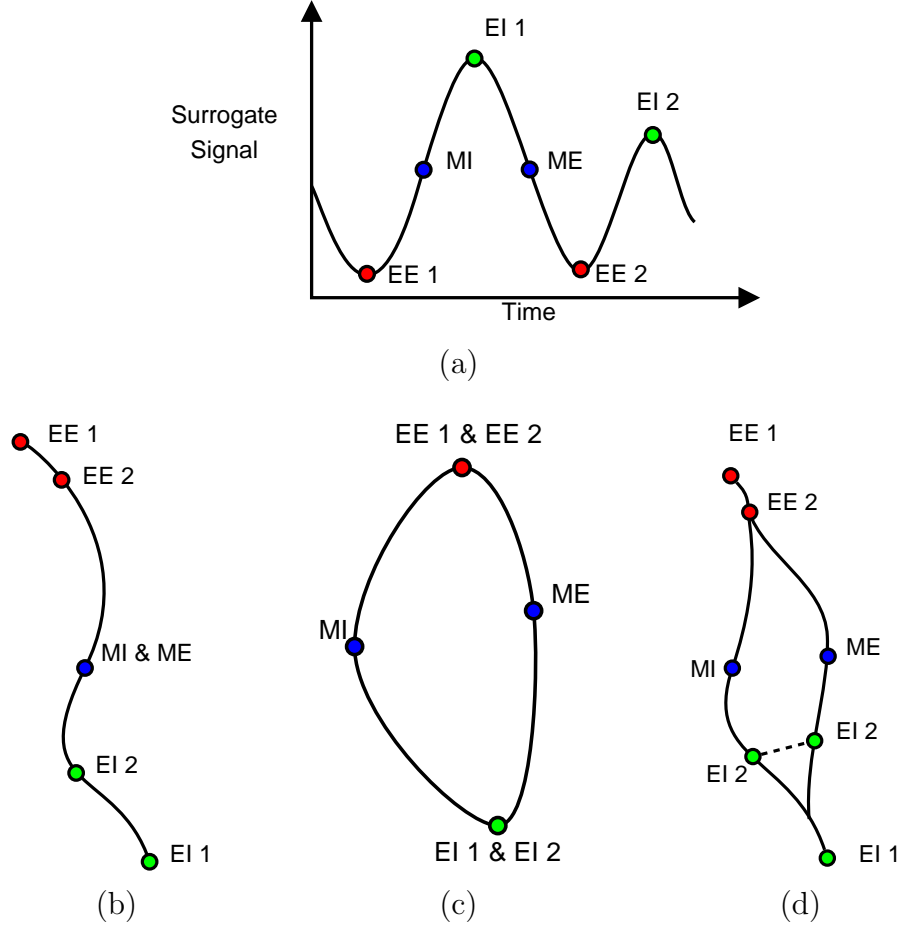 EI 1
EI 2
Surrogate
Signal
MI
ME
EE 1
EE 2
Time
(a)
EE 1
EE 2
MI & ME
EI 2
EI 1
(b)
EE 1 & EE 2
ME
MI
EI 1 & EI 2
(c)
EE 1
EE 2
MI
ME
EI 2
EI 2
EI 1
(d)